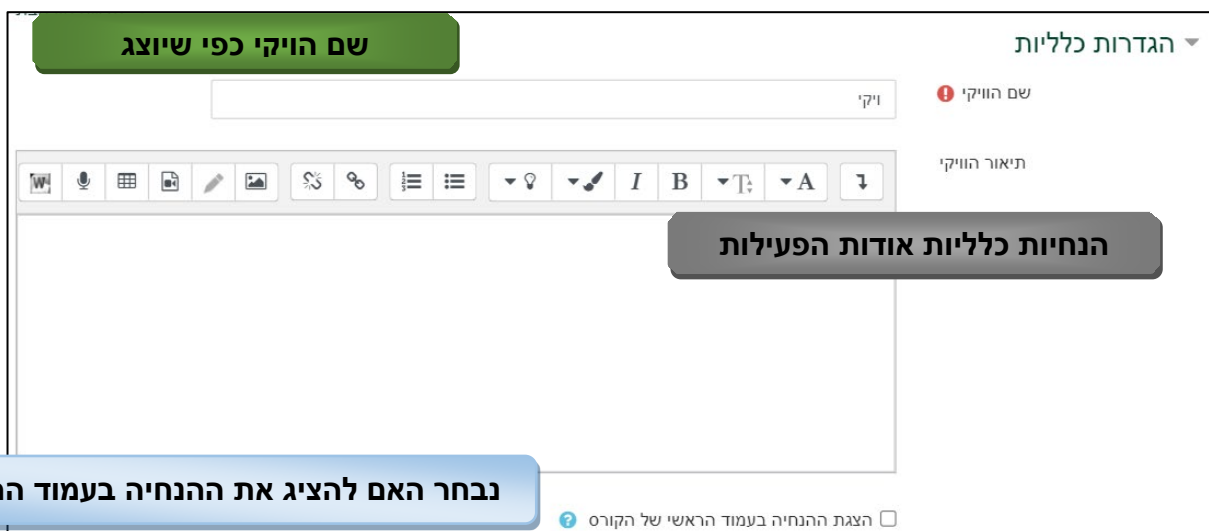 שם הויקי כפי שיוצג
הגדרות כלליות
שם הוויקי
ויקי
תיאור הוויקי
הנחיות כלליות אודות הפעילות
נבחר האם להציג את ההנחיה בעמוד
הצגת ההנחיה בעמוד הראשי של הקורס